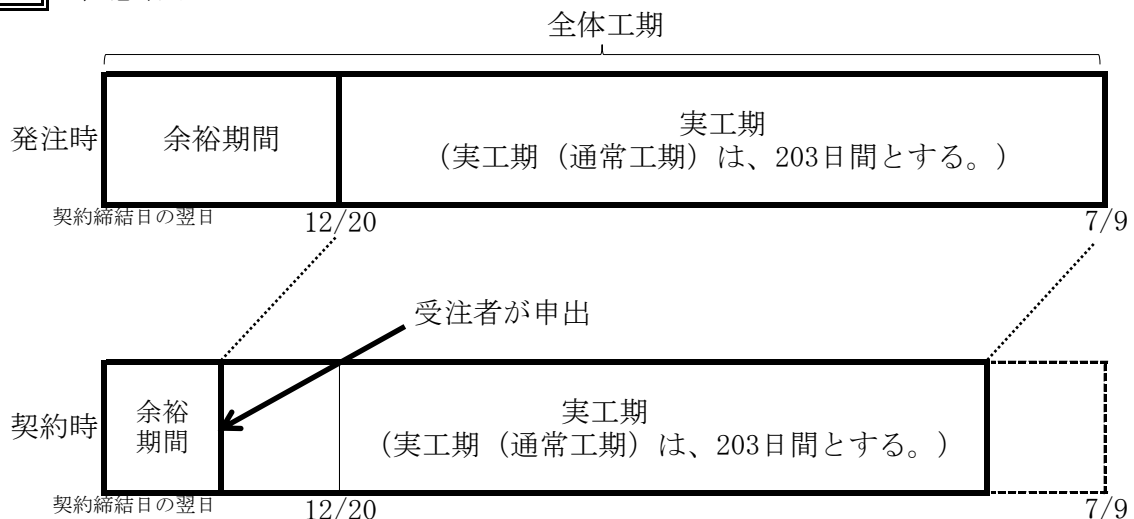 全体工期
発注時
余裕期間
実工期
（実工期（通常工期）は、203日間とする。）
契約締結日の翌日
12/20
7/9
受注者が申出
契約時
余裕
期間
実工期
（実工期（通常工期）は、203日間とする。）
契約締結日の翌日
12/20
7/9